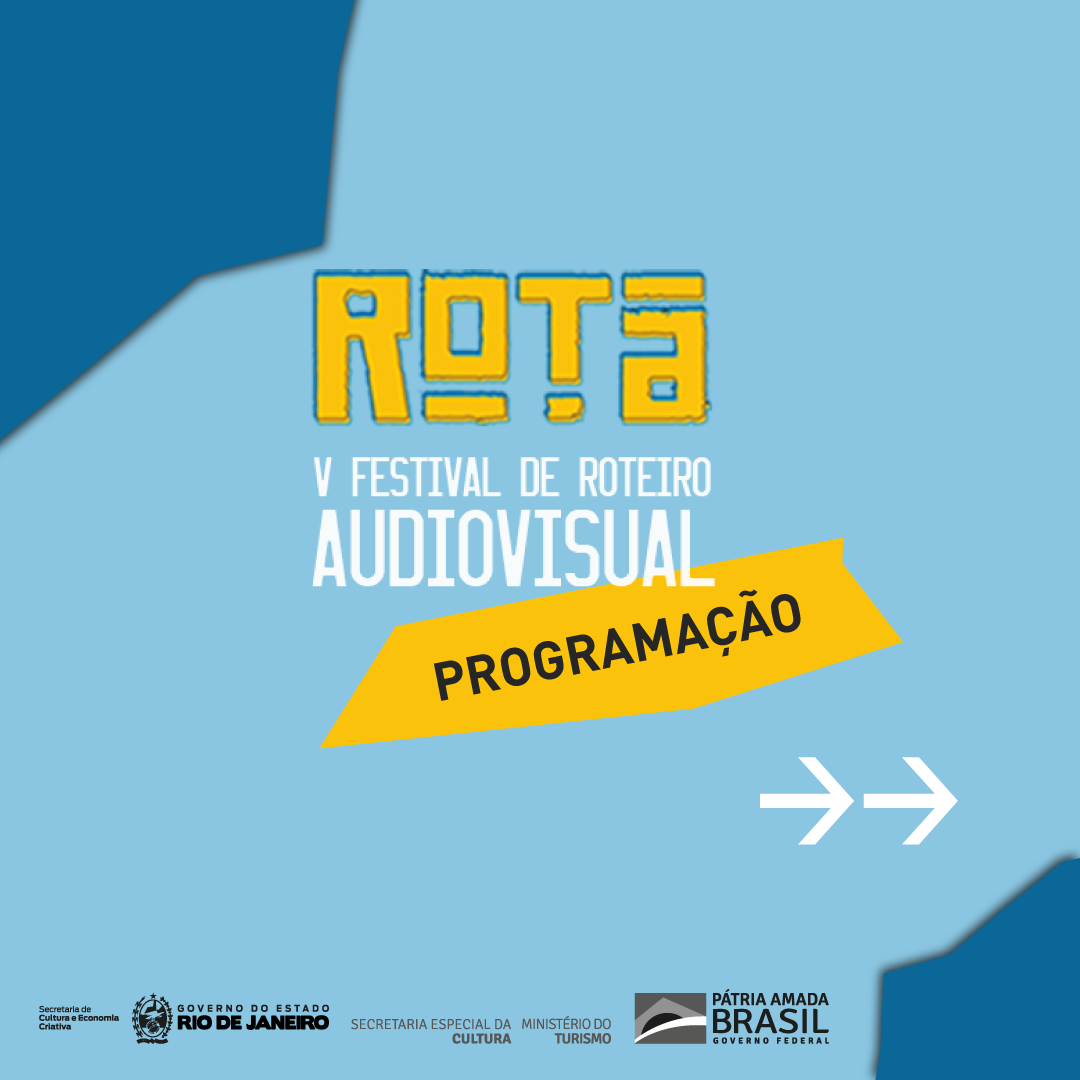 ROTA
V FESTIVAL DE ROTEIRO
AUDIOVISUAL
PROGRAMAÇÃO
Secretaria de
Cultura e Economia
Criativa
GOVERNO DO ESTADO
RIO DE JANEIRO
SECRETARIA ESPECIAL DA
CULTURA
MINISTÉRIO DO
TURISMO
PÁTRIA AMADA
BRASIL
GOVERNO FEDERAL